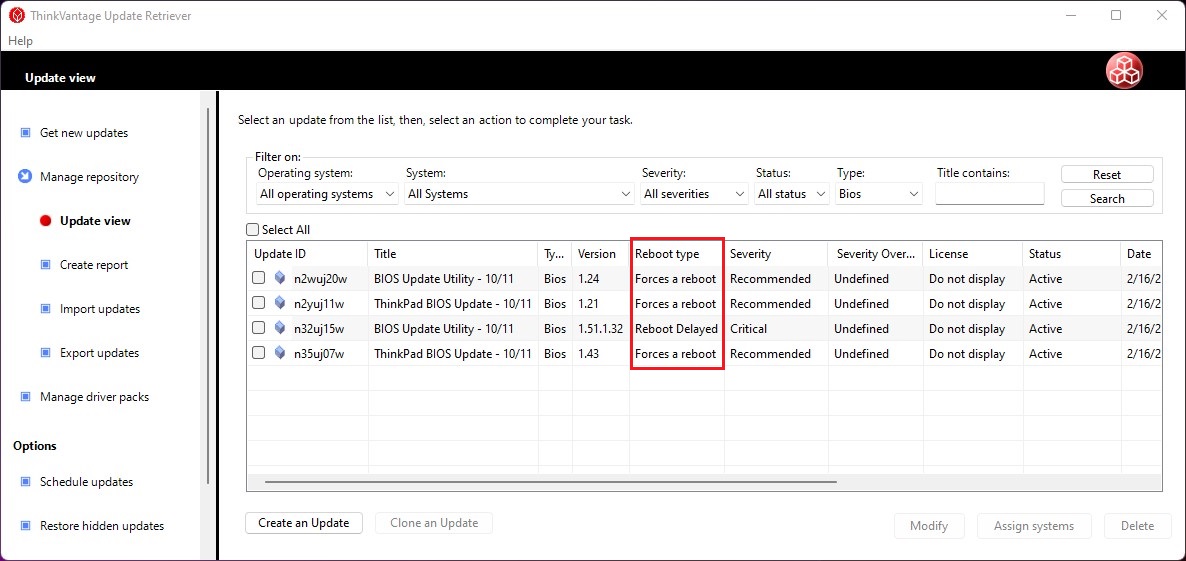 ThinkVantage Update Retriever
Help
Update view
Get new updates
Manage repository
Update view
Create report
Import updates
Export updates
Manage driver packs
Options
Schedule updates
Restore hidden updates
Select an update from the list, then, select an action to complete your task.
Filter on:
Operating system: System: Severity: Status: Type: Title contains:
All operating systems All Systems All severities All status Bios
Reset
Search
Select All
Update ID Title Ty... Version Reboot type Severity Severity Over... License Status Date
n2wuj20w BIOS Update Utility - 10/11 Bios 1.24 Forces a reboot Recommended Undefined Do not display Active 2/16/2
n2yuj11w ThinkPad BIOS Update - 10/11 Bios 1.21 Forces a reboot Recommended Undefined Do not display Active 2/16/2
n32uj15w BIOS Update Utility - 10/11 Bios 1.51.1.32 Reboot Delayed Critical Undefined Do not display Active 2/16/2
n35uj07w ThinkPad BIOS Update - 10/11 Bios 1.43 Forces a reboot Recommended Undefined Do not display Active 2/16/2
Create an Update Clone an Update Modify Assign systems Delete